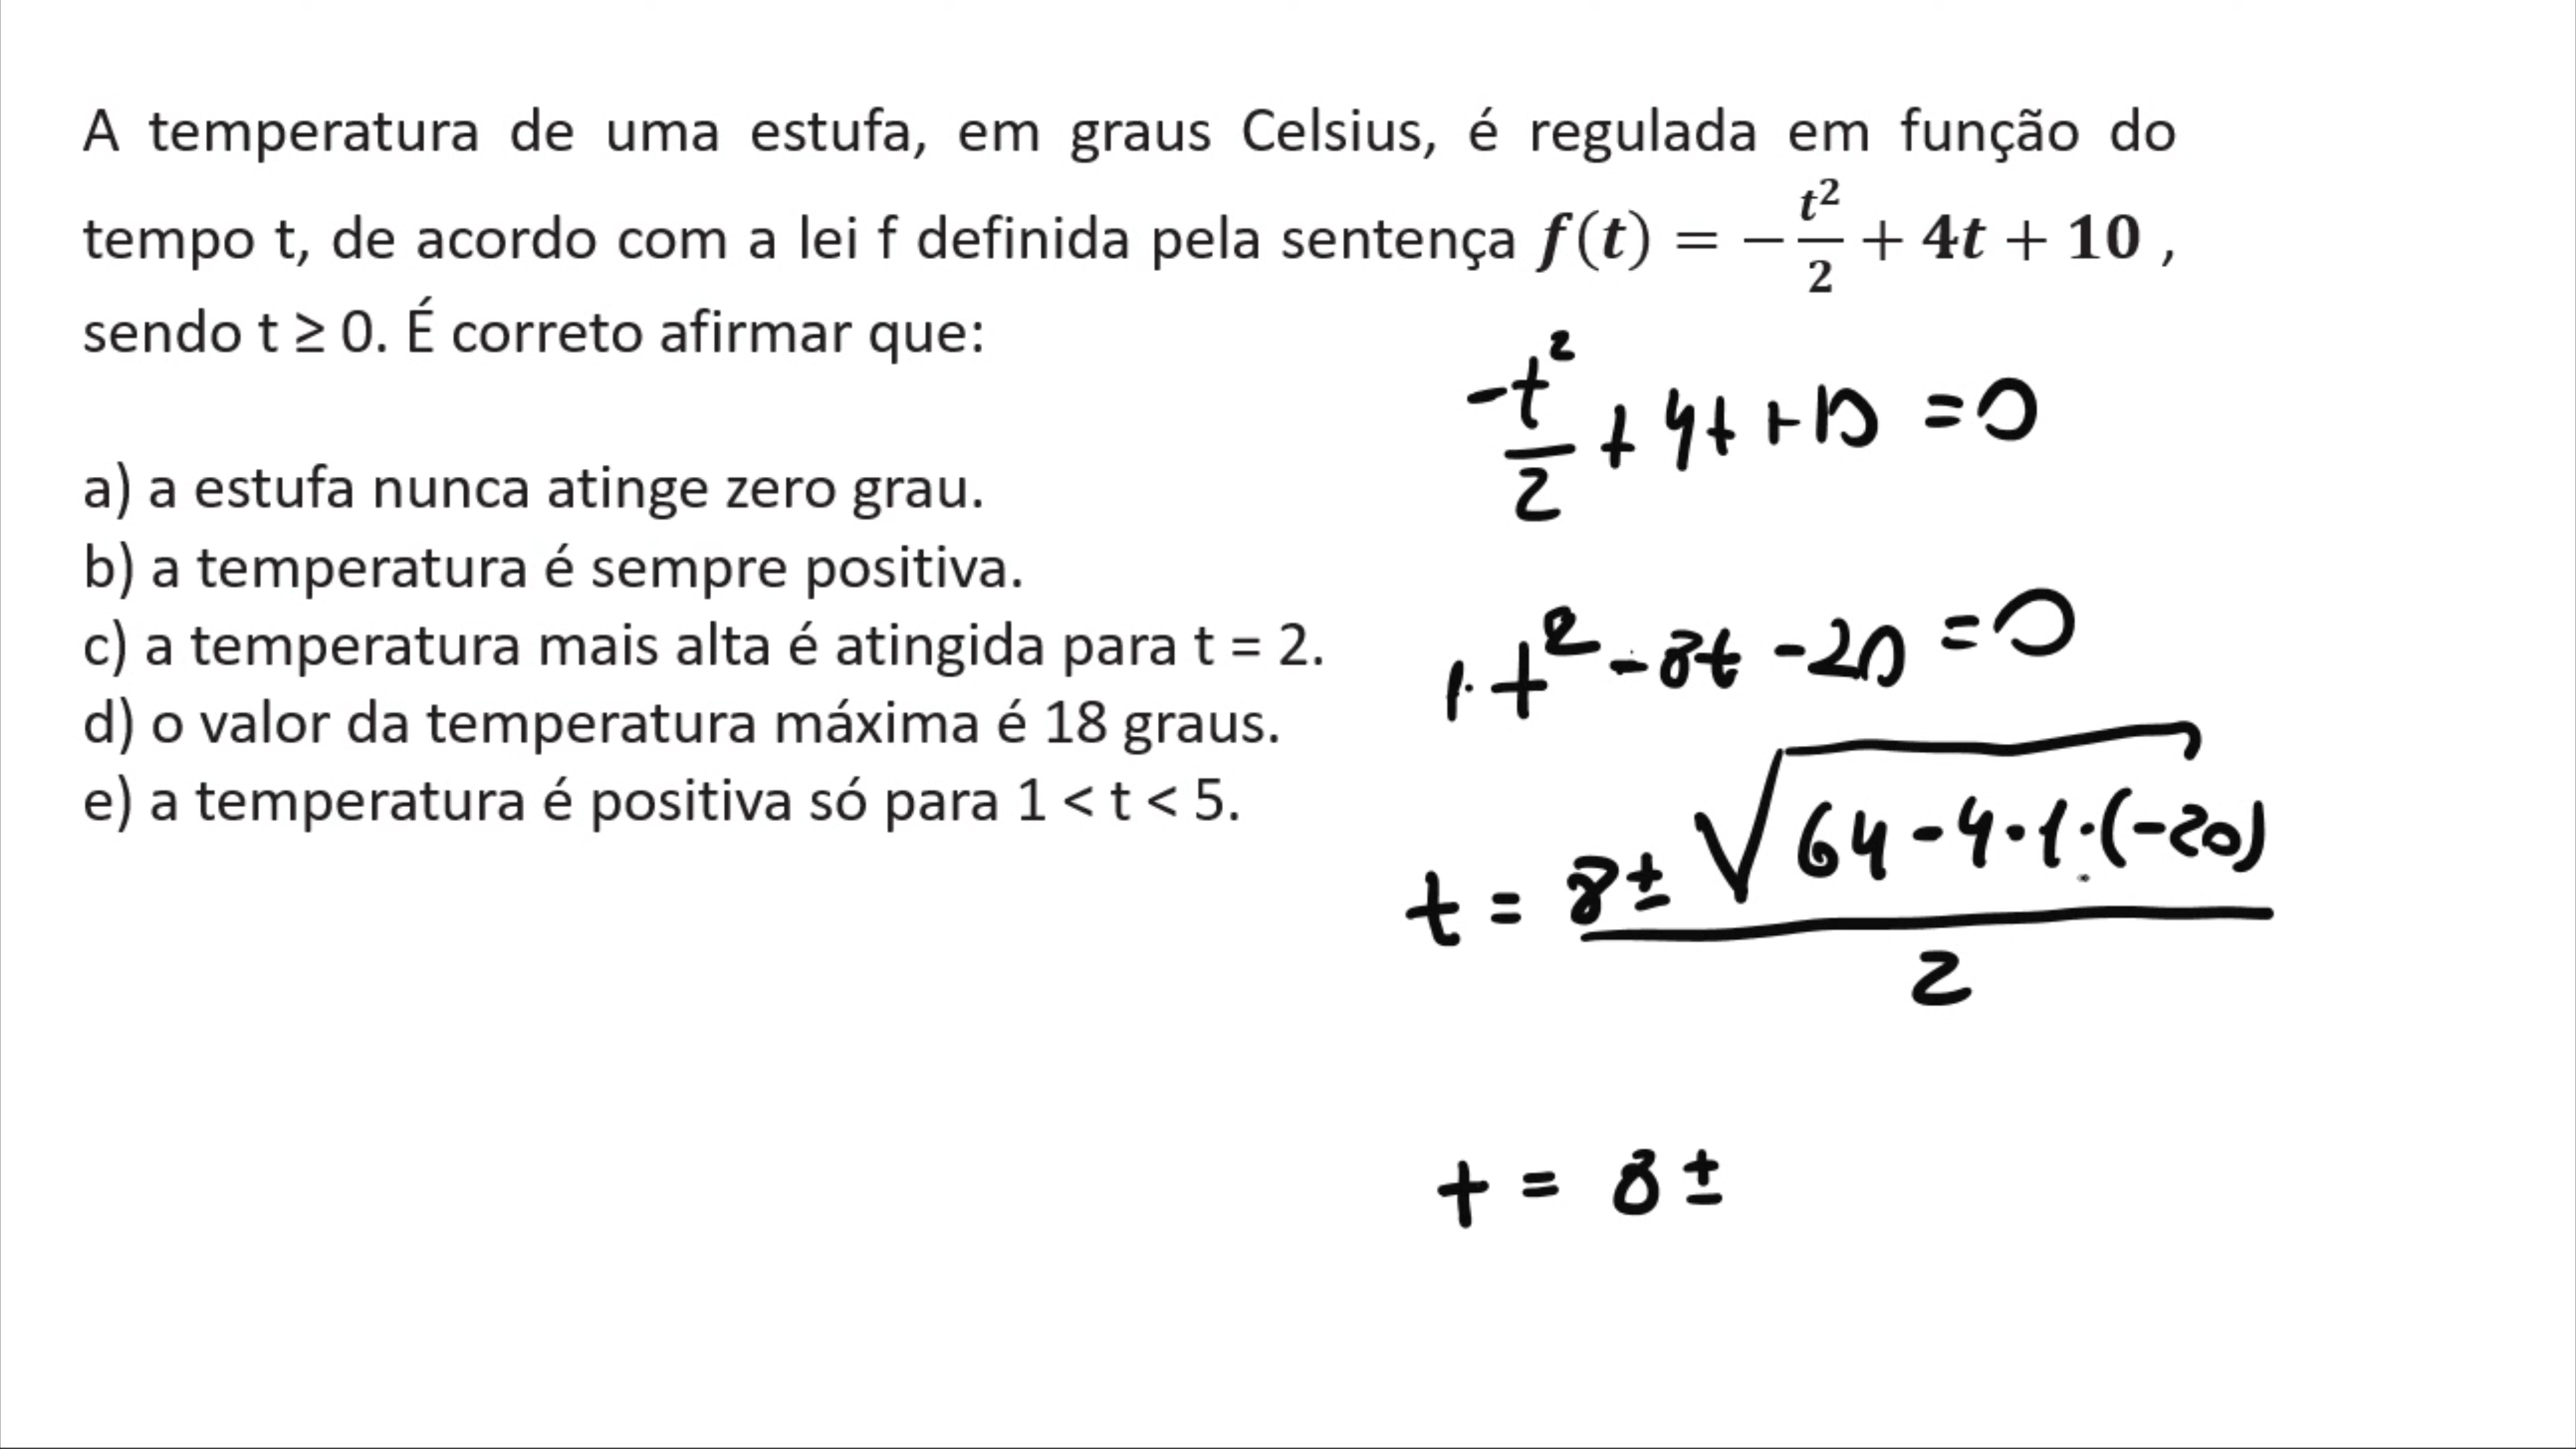 A temperatura de uma estufa, em graus Celsius, é regulada em função do
tempo t, de acordo com a lei f definida pela sentença f(t) = −t²/2 + 4t + 10 ,
sendo t ≥ 0. É correto afirmar que:
-t²/2 + 4t + 10 = 0
a) a estufa nunca atinge zero grau.
b) a temperatura é sempre positiva.
c) a temperatura mais alta é atingida para t = 2.
d) o valor da temperatura máxima é 18 graus.
e) a temperatura é positiva só para 1 < t < 5.
1·t² - 8t - 20 = 0
t = 8 ± √64 - 4·1·(-20) / 2
t = 8 ±